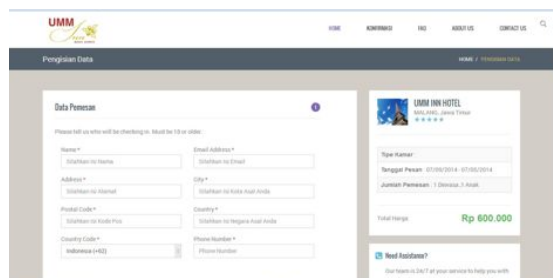 UMM
HOME KONFIRMASI FAQ ABOUT US CONTACT US
Pengisian Data
HOME / PENGISIAN DATA
Data Pemesan
Please tell us who will be checking in. Must be 18 or older.
Name *
Email Address *
Silahkan isi Nama
Silahkan isi Email
Address *
City *
Silahkan isi Alamat
Silahkan isi Kota Asal Anda
Postal Code *
Country *
Silahkan isi Kode Pos
Silahkan isi Negara Asal Anda
Country Code *
Phone Number *
Indonesia (+62)
Phone Number
UMM INN HOTEL
MALANG, Jawa Timur
Tipe Kamar :
Tanggal Pesan : 07/05/2014 - 07/05/2014
Jumlah Pemesan : 1 Dewasa ,1 Anak
Total Harga:
Rp 600.000
Need Assistance?
Our team is 24/7 at your service to help you with